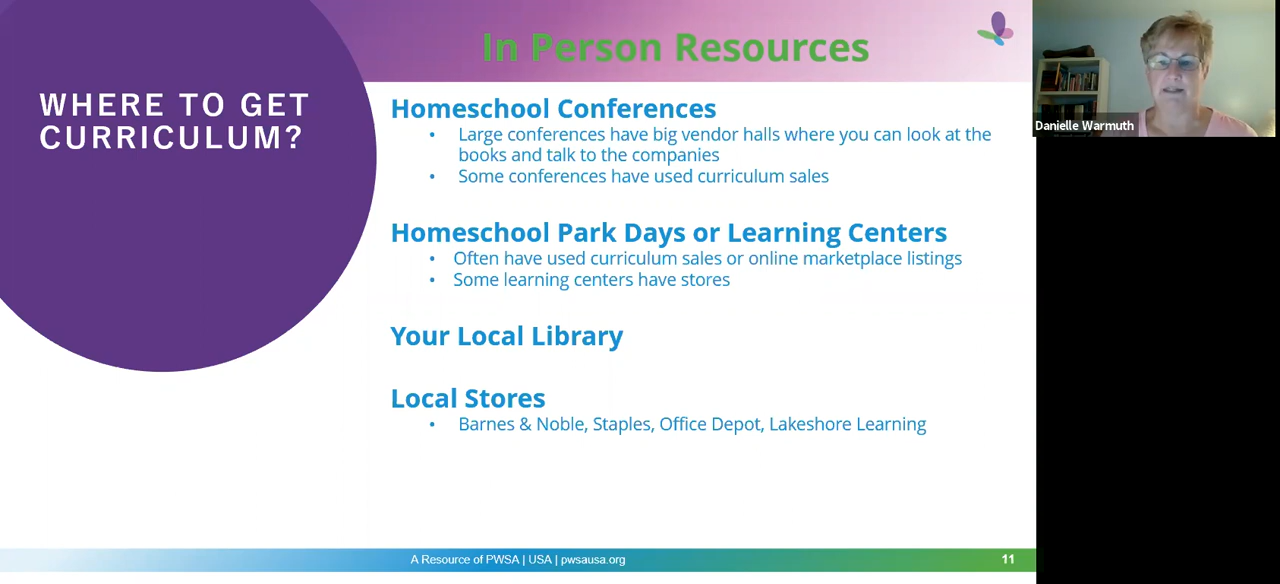 WHERE TO GET
CURRICULUM?
In Person Resources
Homeschool Conferences
• Large conferences have big vendor halls where you can look at the
books and talk to the companies
• Some conferences have used curriculum sales
Homeschool Park Days or Learning Centers
• Often have used curriculum sales or online marketplace listings
• Some learning centers have stores
Your Local Library
Local Stores
• Barnes & Noble, Staples, Office Depot, Lakeshore Learning
A Resource of PWSA | USA | pwsausa.org
11
Danielle Warmuth